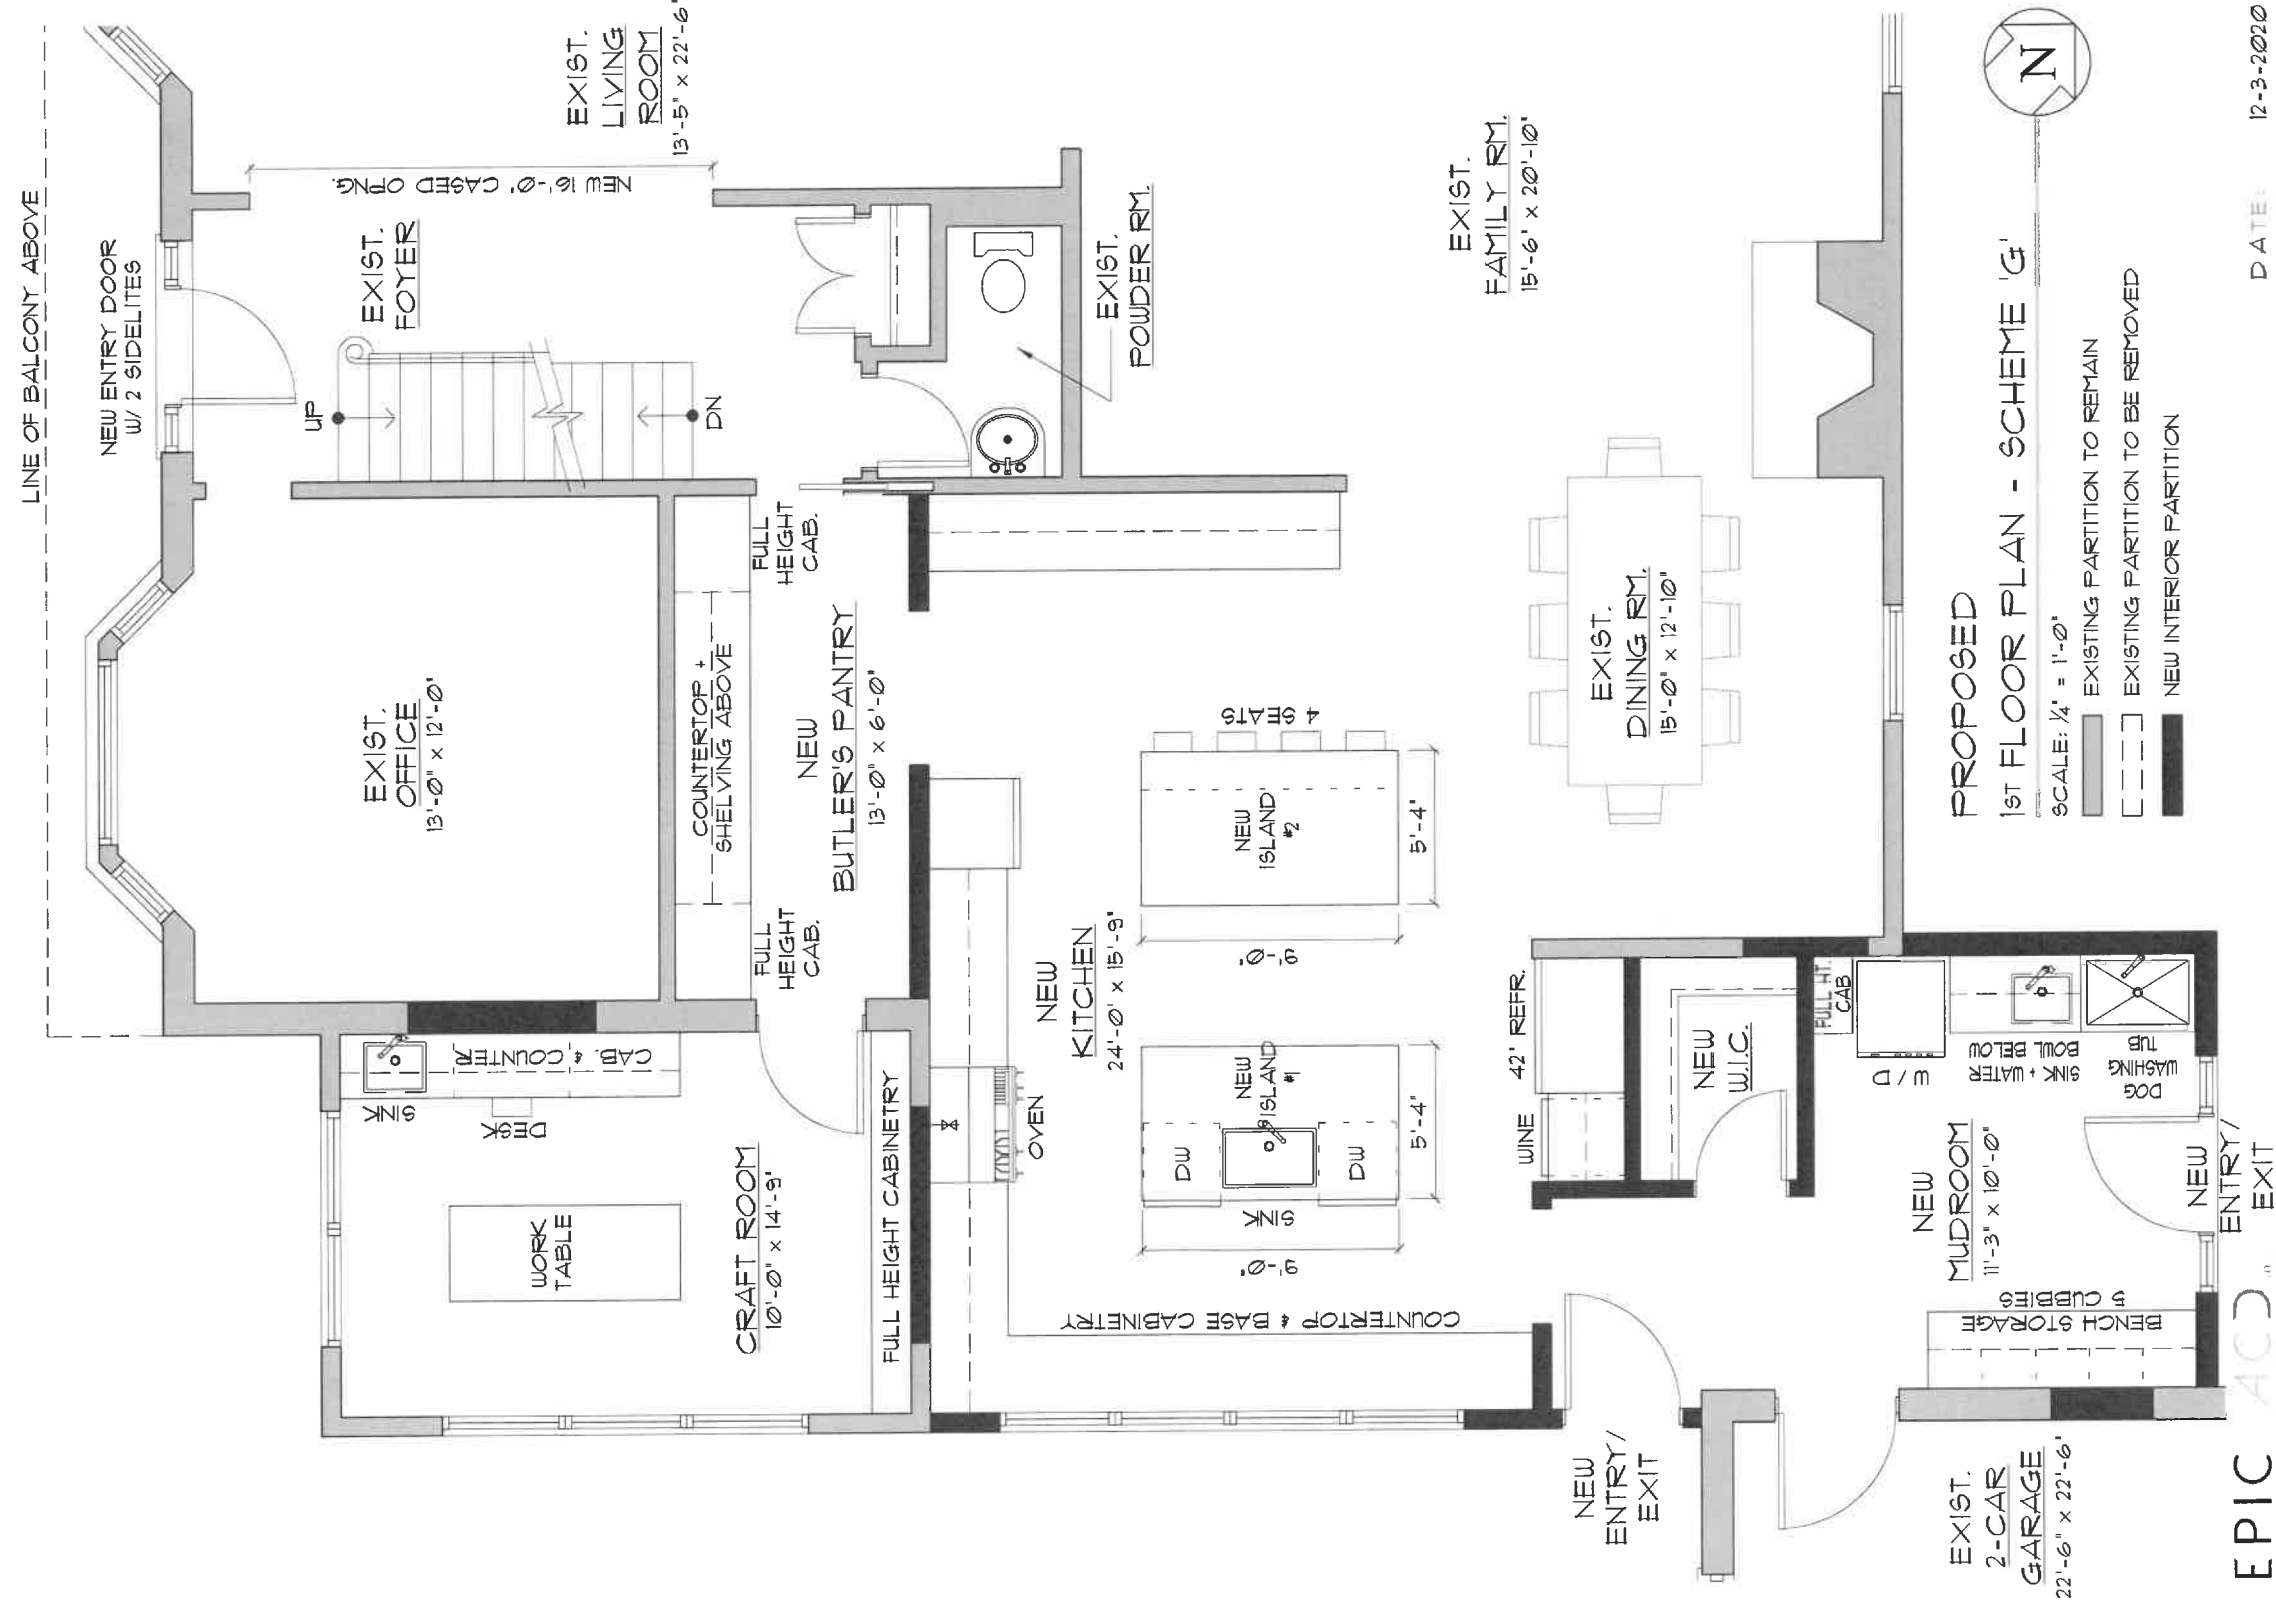 LINE OF BALCONY ABOVE
NEW ENTRY DOOR
W/ 2 SIDELITES
EXIST.
LIVING
ROOM
13'-5" x 22'-6"
NEW 16'-0" CASED OPNG.
EXIST.
FOYER
UP
DN
EXIST.
POWDER RM.
EXIST.
OFFICE
13'-0" x 12'-0"
FULL
HEIGHT
CAB.
COUNTERTOP +
SHELVING ABOVE
FULL
HEIGHT
CAB.
NEW
BUTLER'S PANTRY
13'-0" x 6'-0"
SINK
CAB. & COUNTER
DESK
WORK
TABLE
CRAFT ROOM
10'-0" x 14'-9"
FULL HEIGHT CABINETRY
OVEN
NEW
KITCHEN
24'-0" x 15'-9"
4 SEATS
NEW
ISLAND
#2
5'-4"
9'-0"
NEW
ISLAND
#1
DW
DW
SINK
5'-4"
9'-0"
COUNTERTOP & BASE CABINETRY
EXIST.
FAMILY RM.
15'-6" x 20'-10"
EXIST.
DINING RM.
15'-0" x 12'-10"
42" REFR.
WINE
NEW
W.I.C.
FULL HT.
CAB
W/D
SINK + WATER
BOWL BELOW
DOG
WASHING
TUB
NEW
MUDROOM
11'-3" x 10'-0"
5 CUBBIES
BENCH STORAGE
NEW
ENTRY/
EXIT
NEW
ENTRY/
EXIT
EXIST.
2-CAR
GARAGE
22'-6" x 22'-6"
N
PROPOSED
1ST FLOOR PLAN - SCHEME 'G'
SCALE: 1/4" = 1'-0"
EXISTING PARTITION TO REMAIN
EXISTING PARTITION TO BE REMOVED
NEW INTERIOR PARTITION
DATE: 12-3-2020
EPIC